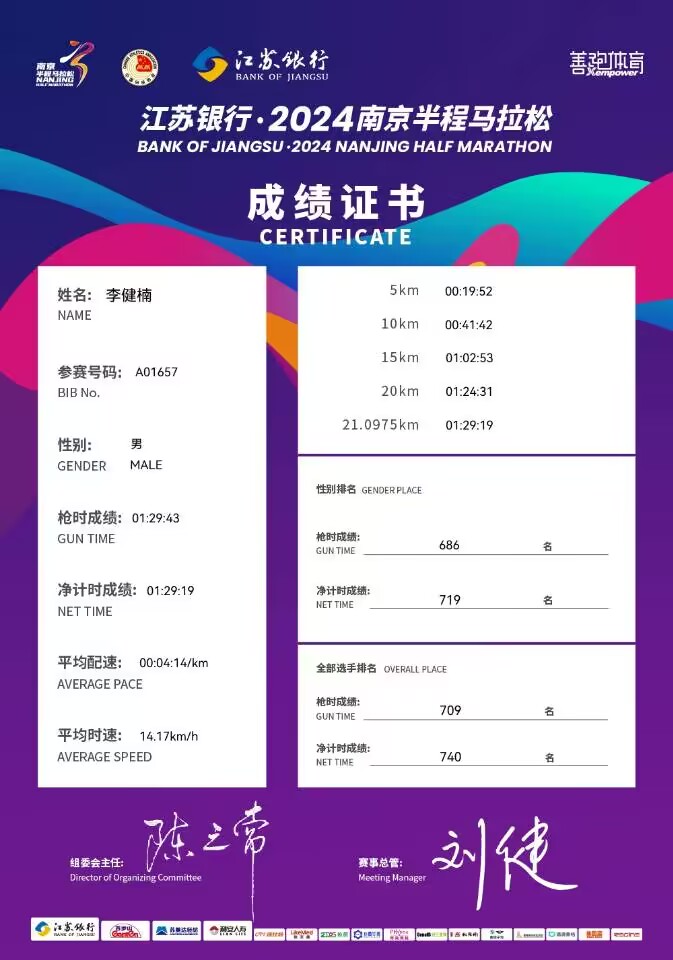 南京
半程马拉松
NANJING
HALF MARATHON
江苏银行
BANK OF JIANGSU
善跑体育
Xempower
江苏银行·2024南京半程马拉松
BANK OF JIANGSU·2024 NANJING HALF MARATHON
成绩证书
CERTIFICATE
姓名: 李健楠
NAME
参赛号码: A01657
BIB No.
性别: 男
GENDER MALE
枪时成绩: 01:29:43
GUN TIME
净计时成绩: 01:29:19
NET TIME
平均配速: 00:04:14/km
AVERAGE PACE
平均时速: 14.17km/h
AVERAGE SPEED
5km 00:19:52
10km 00:41:42
15km 01:02:53
20km 01:24:31
21.0975km 01:29:19
性别排名 GENDER PLACE
枪时成绩: 686 名
GUN TIME
净计时成绩: 719 名
NET TIME
全部选手排名 OVERALL PLACE
枪时成绩: 709 名
GUN TIME
净计时成绩: 740 名
NET TIME
组委会主任:
Director of Organizing Committee
赛事总管: 刘健
Meeting Manager
江苏银行
BANK OF JIANGSU